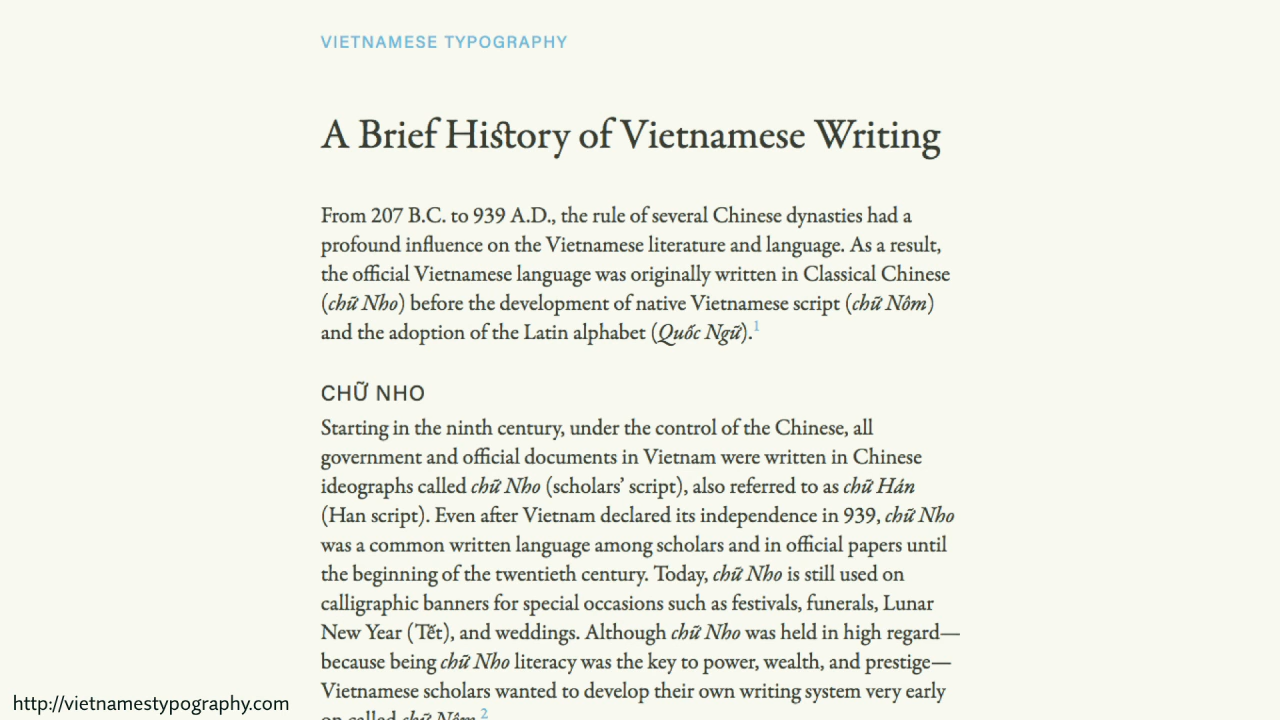 VIETNAMESE TYPOGRAPHY
A Brief History of Vietnamese Writing
From 207 B.C. to 939 A.D., the rule of several Chinese dynasties had a
profound influence on the Vietnamese literature and language. As a result,
the official Vietnamese language was originally written in Classical Chinese
(chữ Nho) before the development of native Vietnamese script (chữ Nôm)
and the adoption of the Latin alphabet (Quốc Ngữ).1
CHỮ NHO
Starting in the ninth century, under the control of the Chinese, all
government and official documents in Vietnam were written in Chinese
ideographs called chữ Nho (scholars’ script), also referred to as chữ Hán
(Han script). Even after Vietnam declared its independence in 939, chữ Nho
was a common written language among scholars and in official papers until
the beginning of the twentieth century. Today, chữ Nho is still used on
calligraphic banners for special occasions such as festivals, funerals, Lunar
New Year (Tết), and weddings. Although chữ Nho was held in high regard—
because being chữ Nho literacy was the key to power, wealth, and prestige—
Vietnamese scholars wanted to develop their own writing system very early
on called chữ Nôm.2
http://vietnamestypography.com